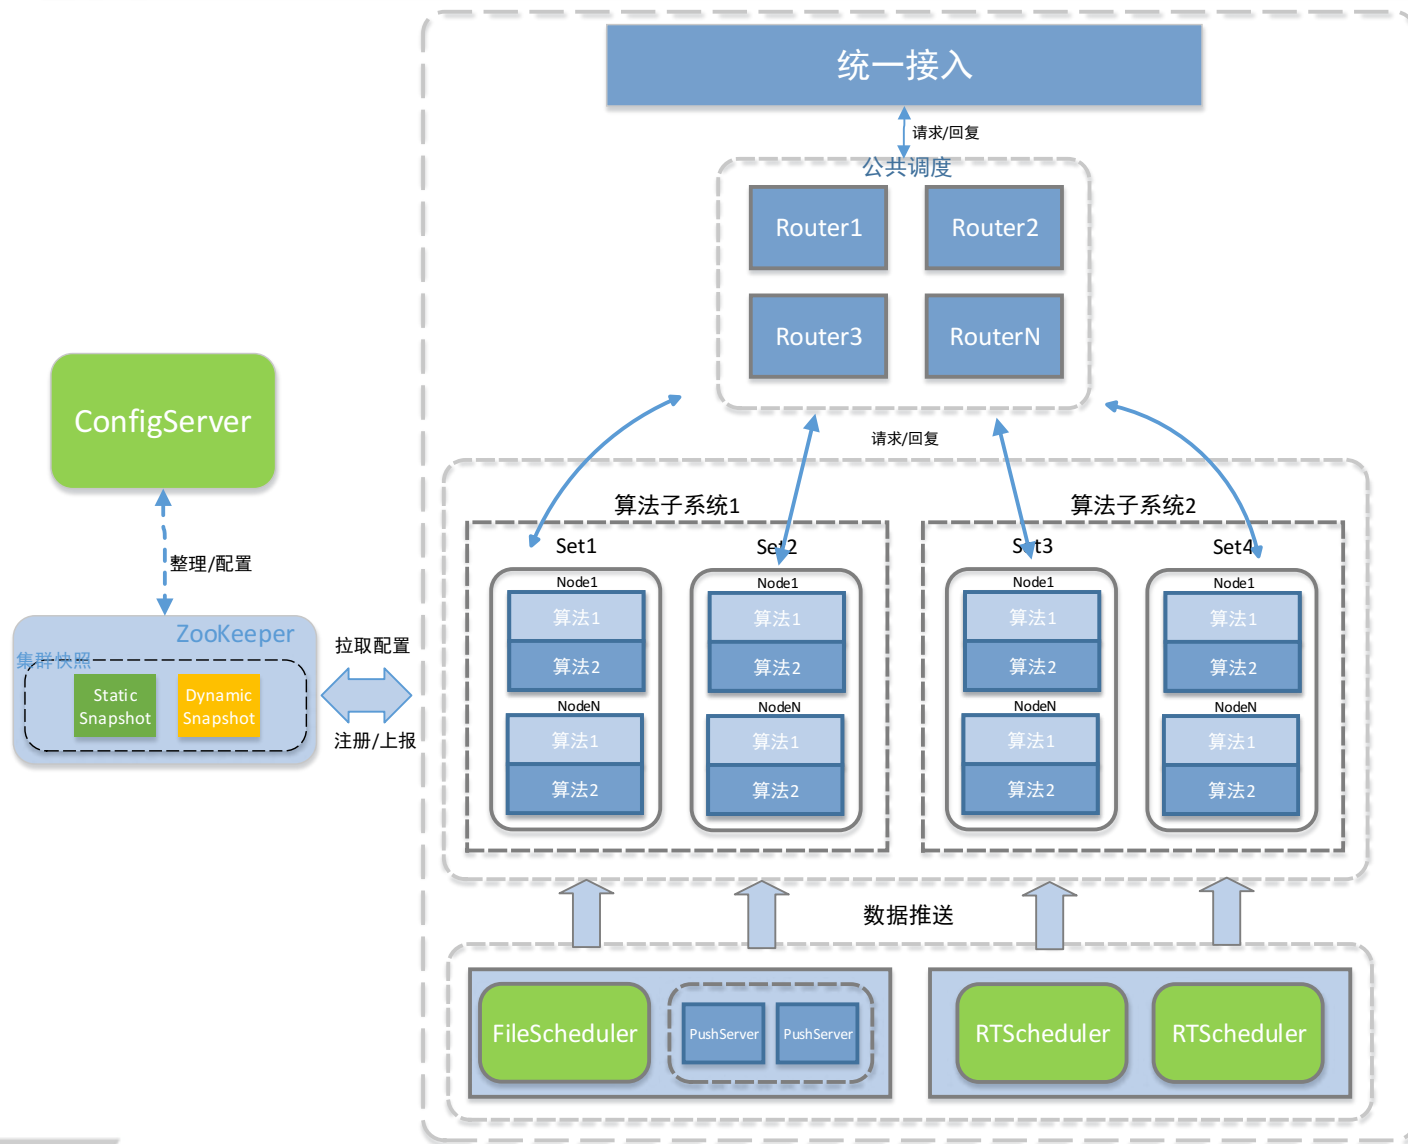 统一接入
请求/回复
公共调度
Router1
Router2
Router3
RouterN
请求/回复
ConfigServer
整理/配置
ZooKeeper
集群快照
Static
Snapshot
Dynamic
Snapshot
拉取配置
注册/上报
算法子系统1
算法子系统2
Set1
Set2
Set3
Set4
Node1
算法1
算法2
NodeN
算法1
算法2
Node1
算法1
算法2
NodeN
算法1
算法2
Node1
算法1
算法2
NodeN
算法1
算法2
Node1
算法1
算法2
NodeN
算法1
算法2
数据推送
FileScheduler
PushServer
PushServer
RTScheduler
RTScheduler